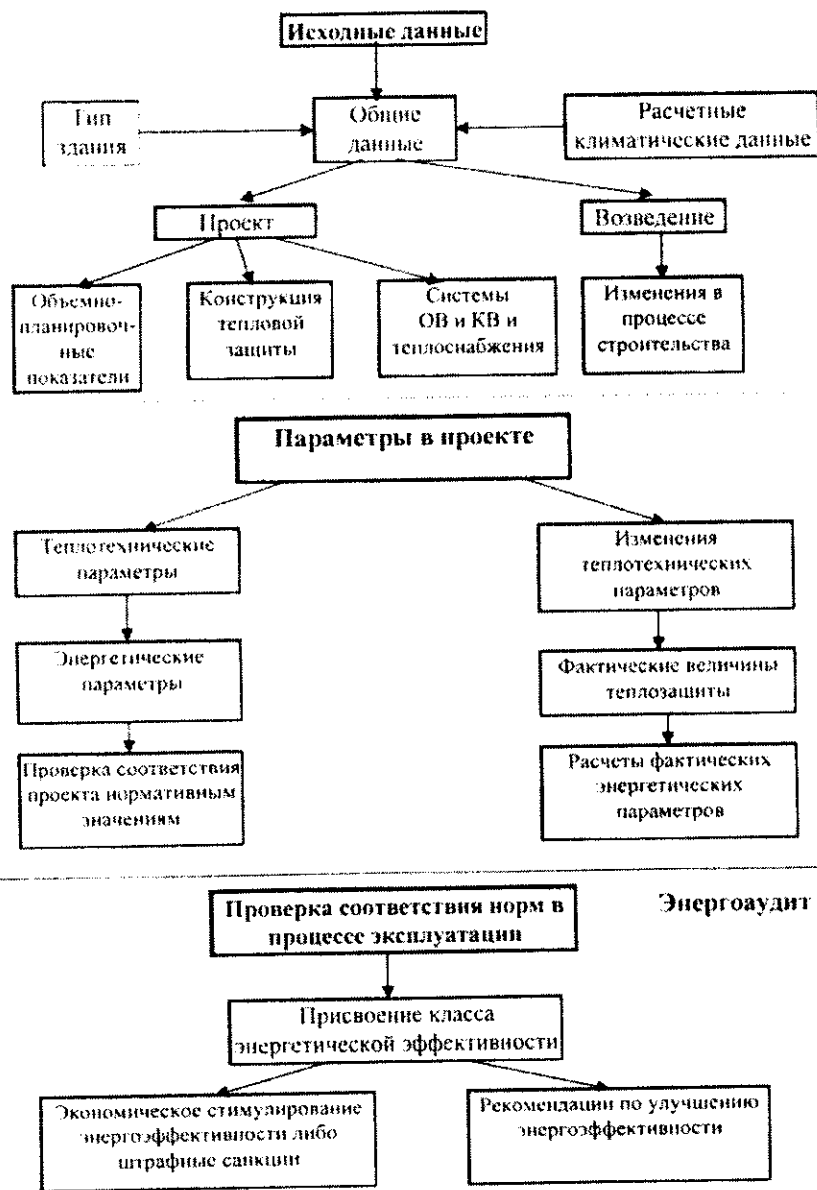 Исходные данные
Тип
здания
Общие
данные
Расчетные
климатические данные
Проект
Возведение
Объемно-
планировоч-
ные
показатели
Конструкция
тепловой
защиты
Системы
ОВ и КВ и
теплоснабжения
Изменения в
процессе
строительства
Параметры в проекте
Теплотехнические
параметры
Изменения
теплотехнических
параметров
Энергетические
параметры
Фактические величины
теплозащиты
Проверка соответствия
проекта нормативным
значениям
Расчеты фактических
энергетических
параметров
Проверка соответствия норм в
процессе эксплуатации
Энергоаудит
Присвоение класса
энергетической эффективности
Экономическое стимулирование
энергоэффективности либо
штрафные санкции
Рекомендации по улучшению
энергоэффективности